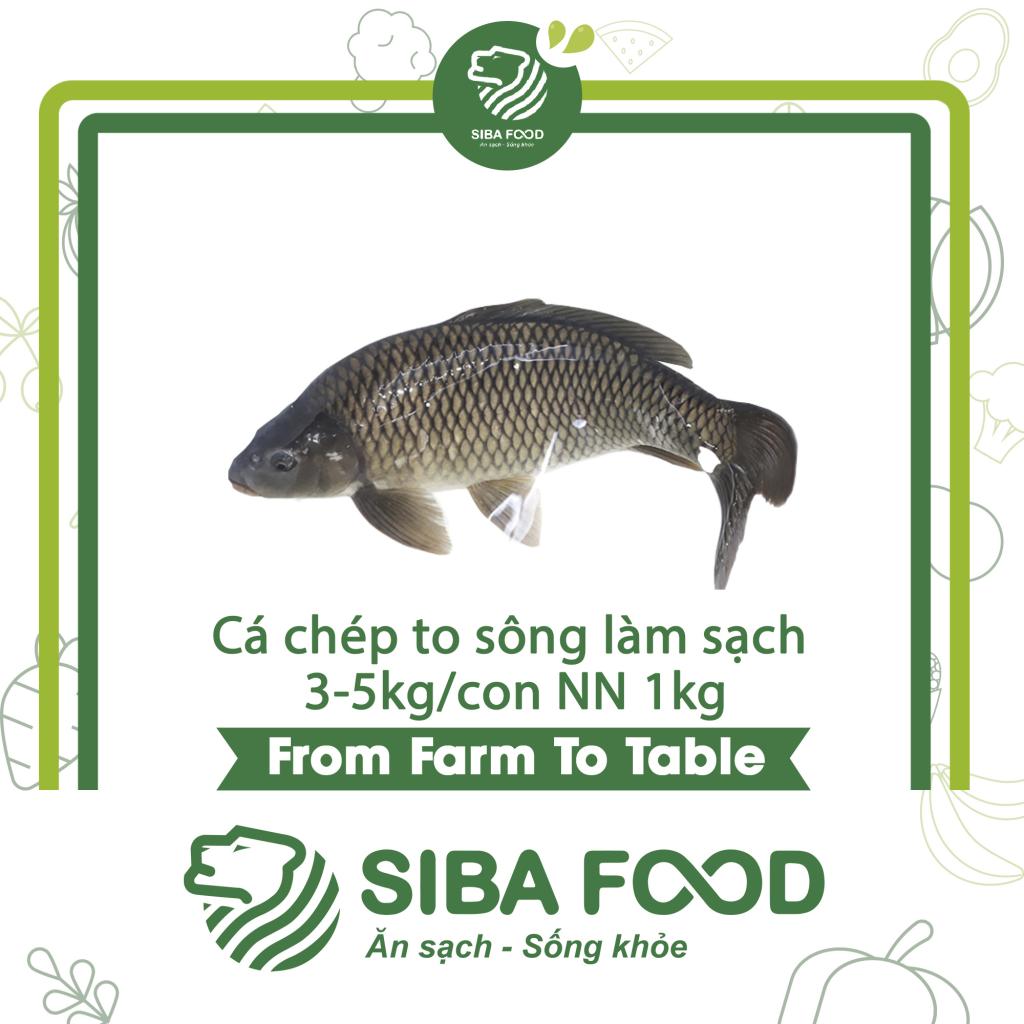 SIBA FOOD
Ăn sạch - Sống khỏe
Cá chép to sông làm sạch
3-5kg/con NN 1kg
From Farm To Table
SIBA FOOD
Ăn sạch - Sống khỏe